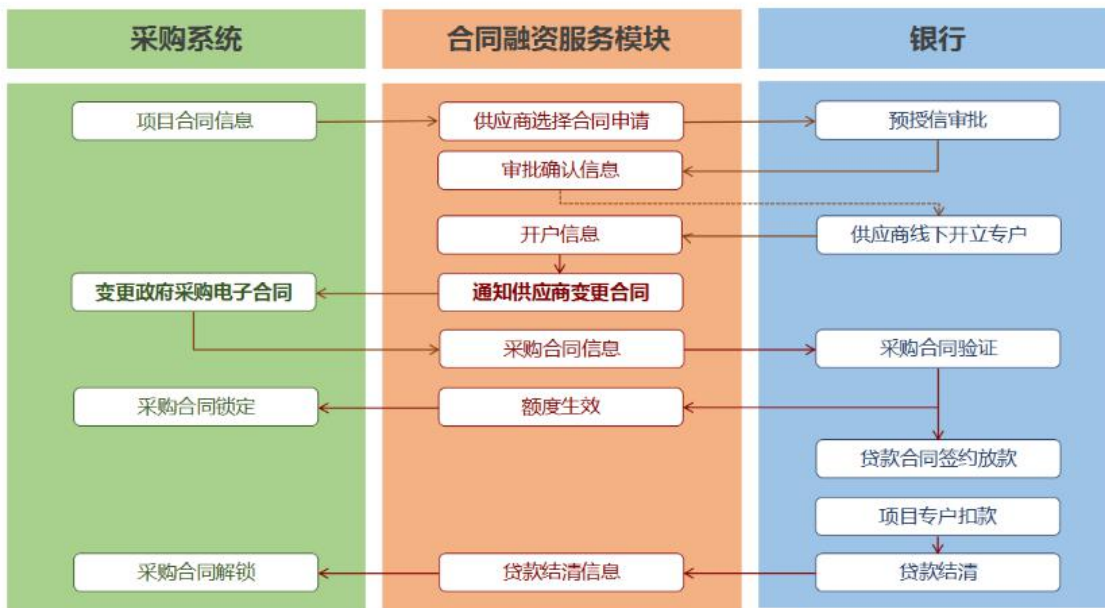 采购系统
合同融资服务模块
银行
项目合同信息
供应商选择合同申请
预授信审批
审批确认信息
开户信息
供应商线下开立专户
变更政府采购电子合同
通知供应商变更合同
采购合同信息
采购合同验证
采购合同锁定
额度生效
贷款合同签约放款
项目专户扣款
采购合同解锁
贷款结清信息
贷款结清